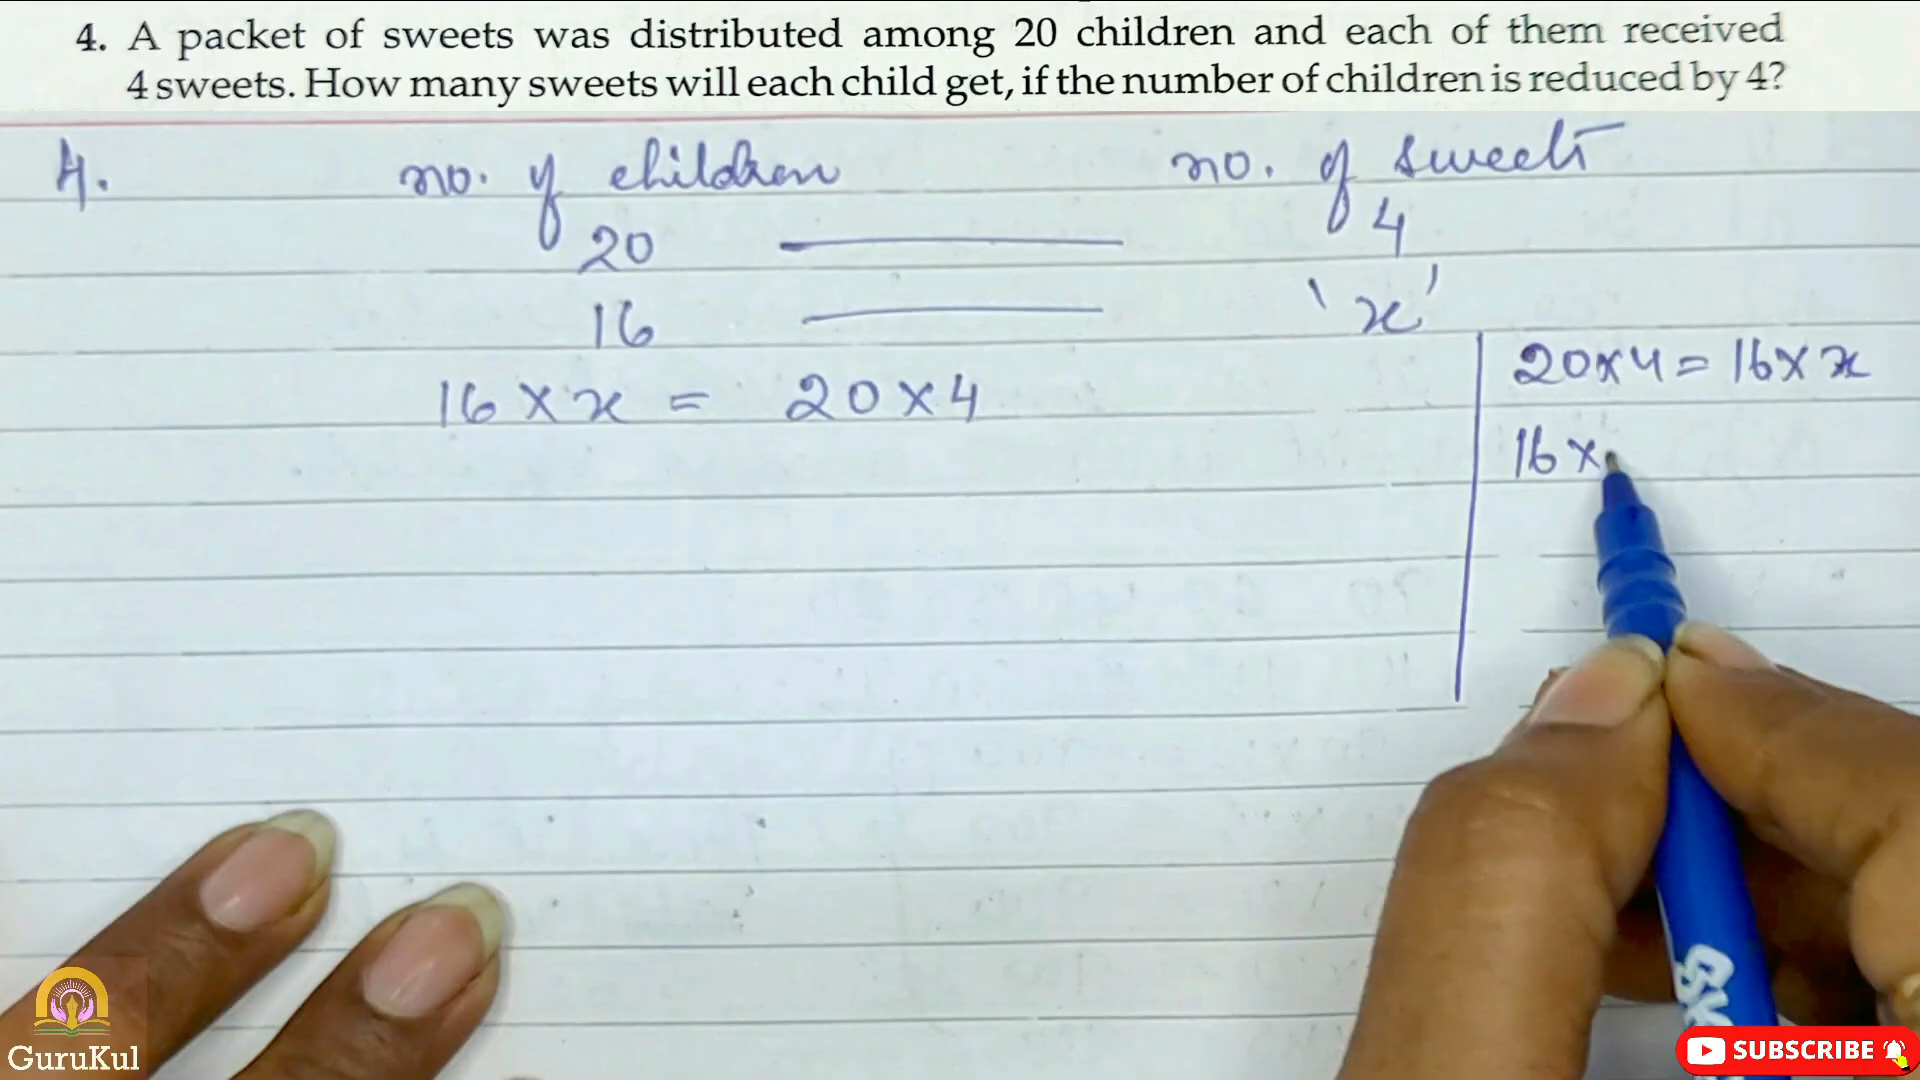 4. A packet of sweets was distributed among 20 children and each of them received
4 sweets. How many sweets will each child get, if the number of children is reduced by 4?
4. no. of children no. of sweets
20 4
16 'x'
16 × x = 20 × 4
20 × 4 = 16 × x
16 ×
GuruKul
SUBSCRIBE